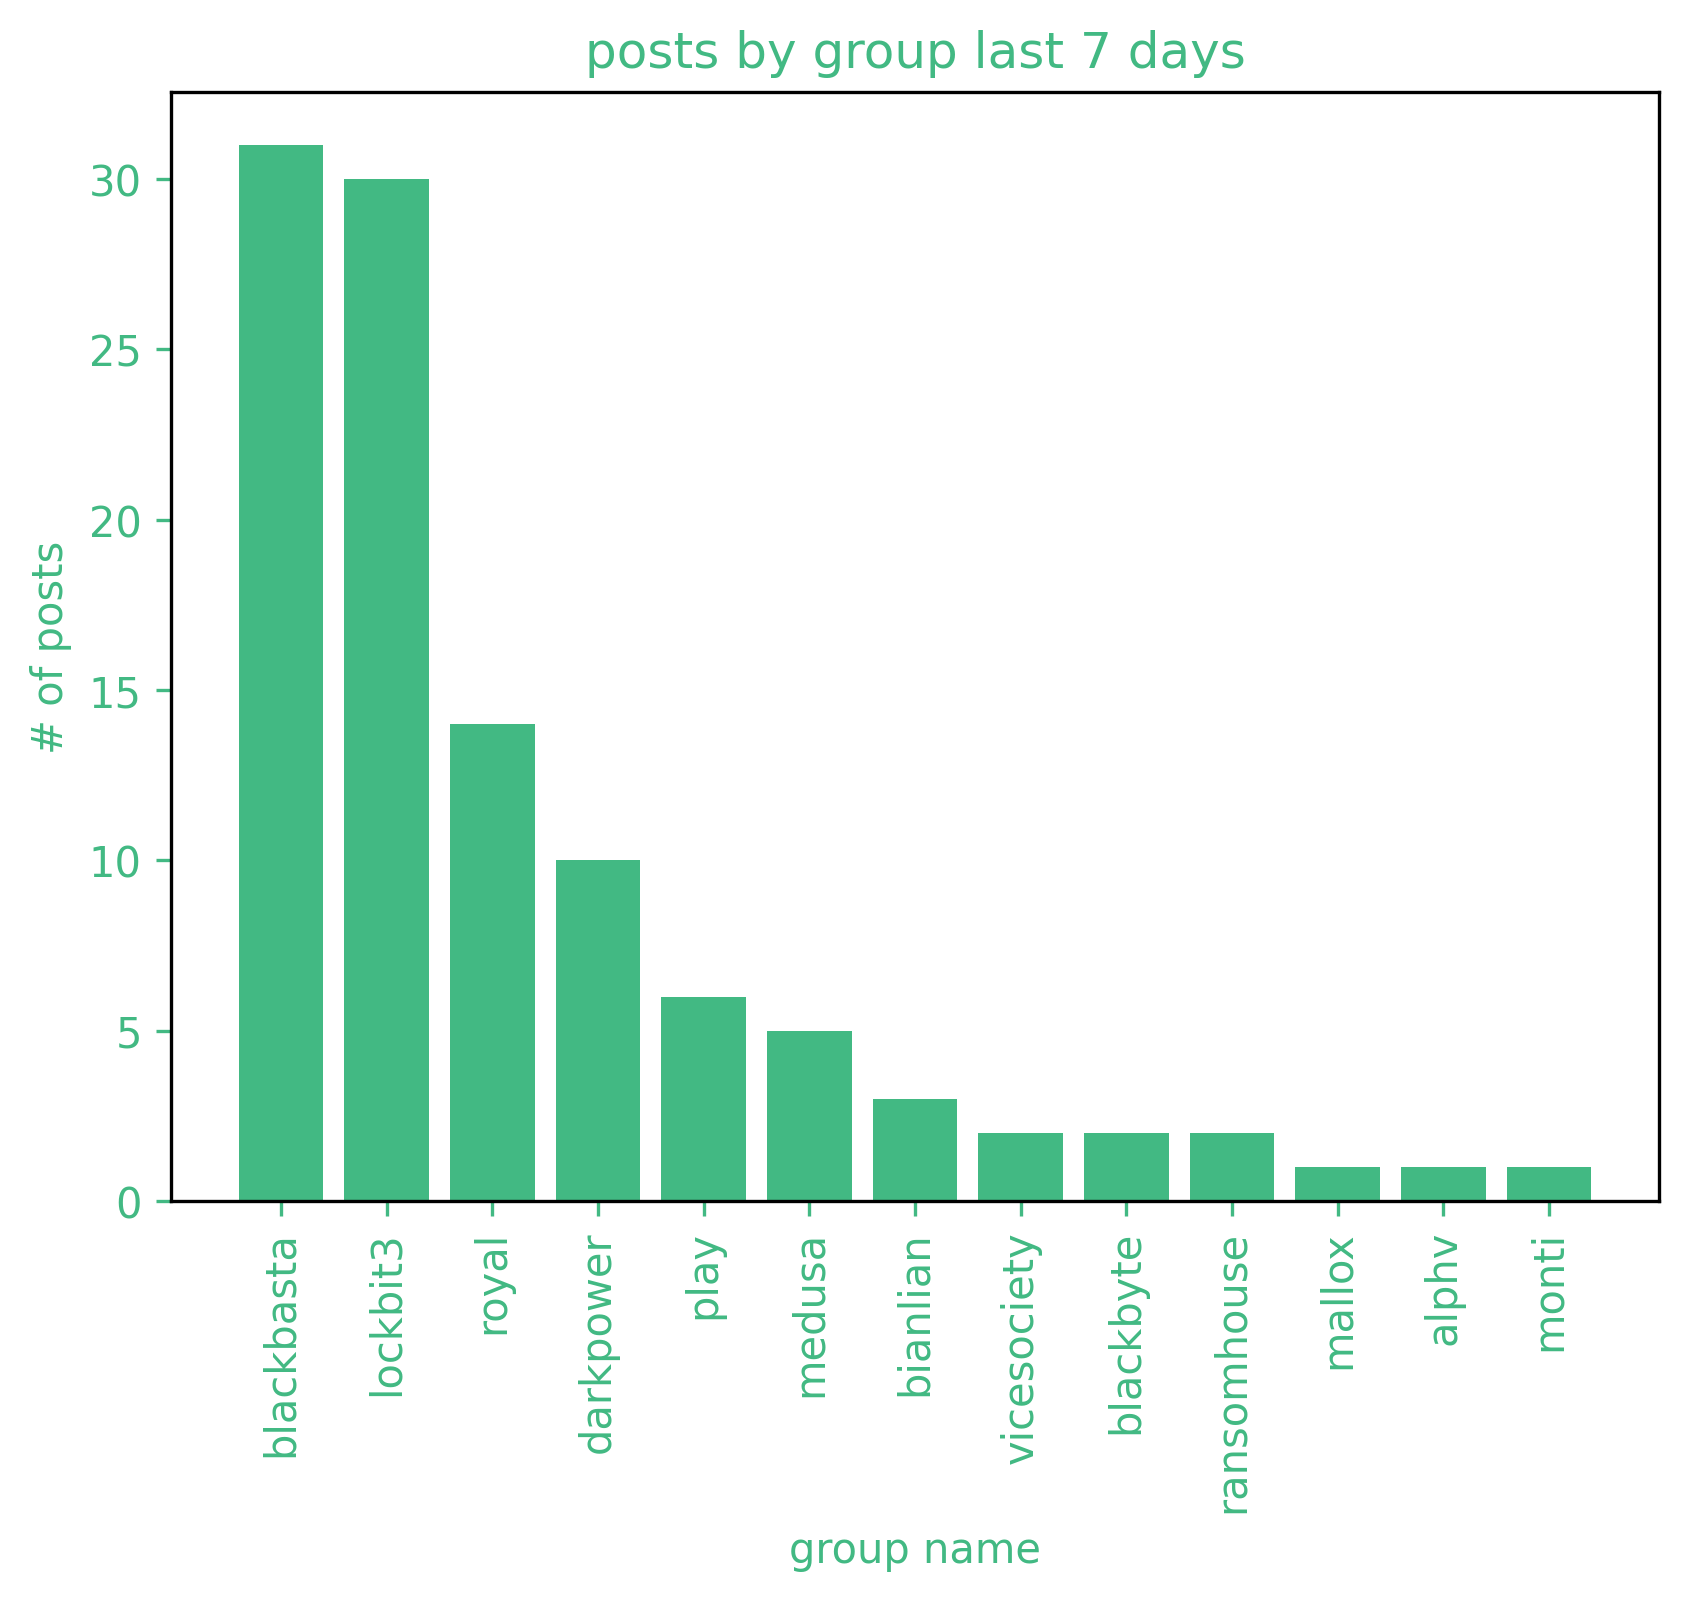 posts by group last 7 days
# of posts
30
25
20
15
10
5
0
blackbasta
lockbit3
royal
darkpower
play
medusa
bianlian
vicesociety
blackbyte
ransomhouse
mallox
alphv
monti
group name